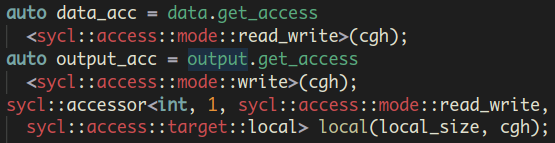 auto data_acc = data.get_access
<sycl::access::mode::read_write>(cgh);
auto output_acc = output.get_access
<sycl::access::mode::write>(cgh);
sycl::accessor<int, 1, sycl::access::mode::read_write,
sycl::access::target::local> local(local_size, cgh);